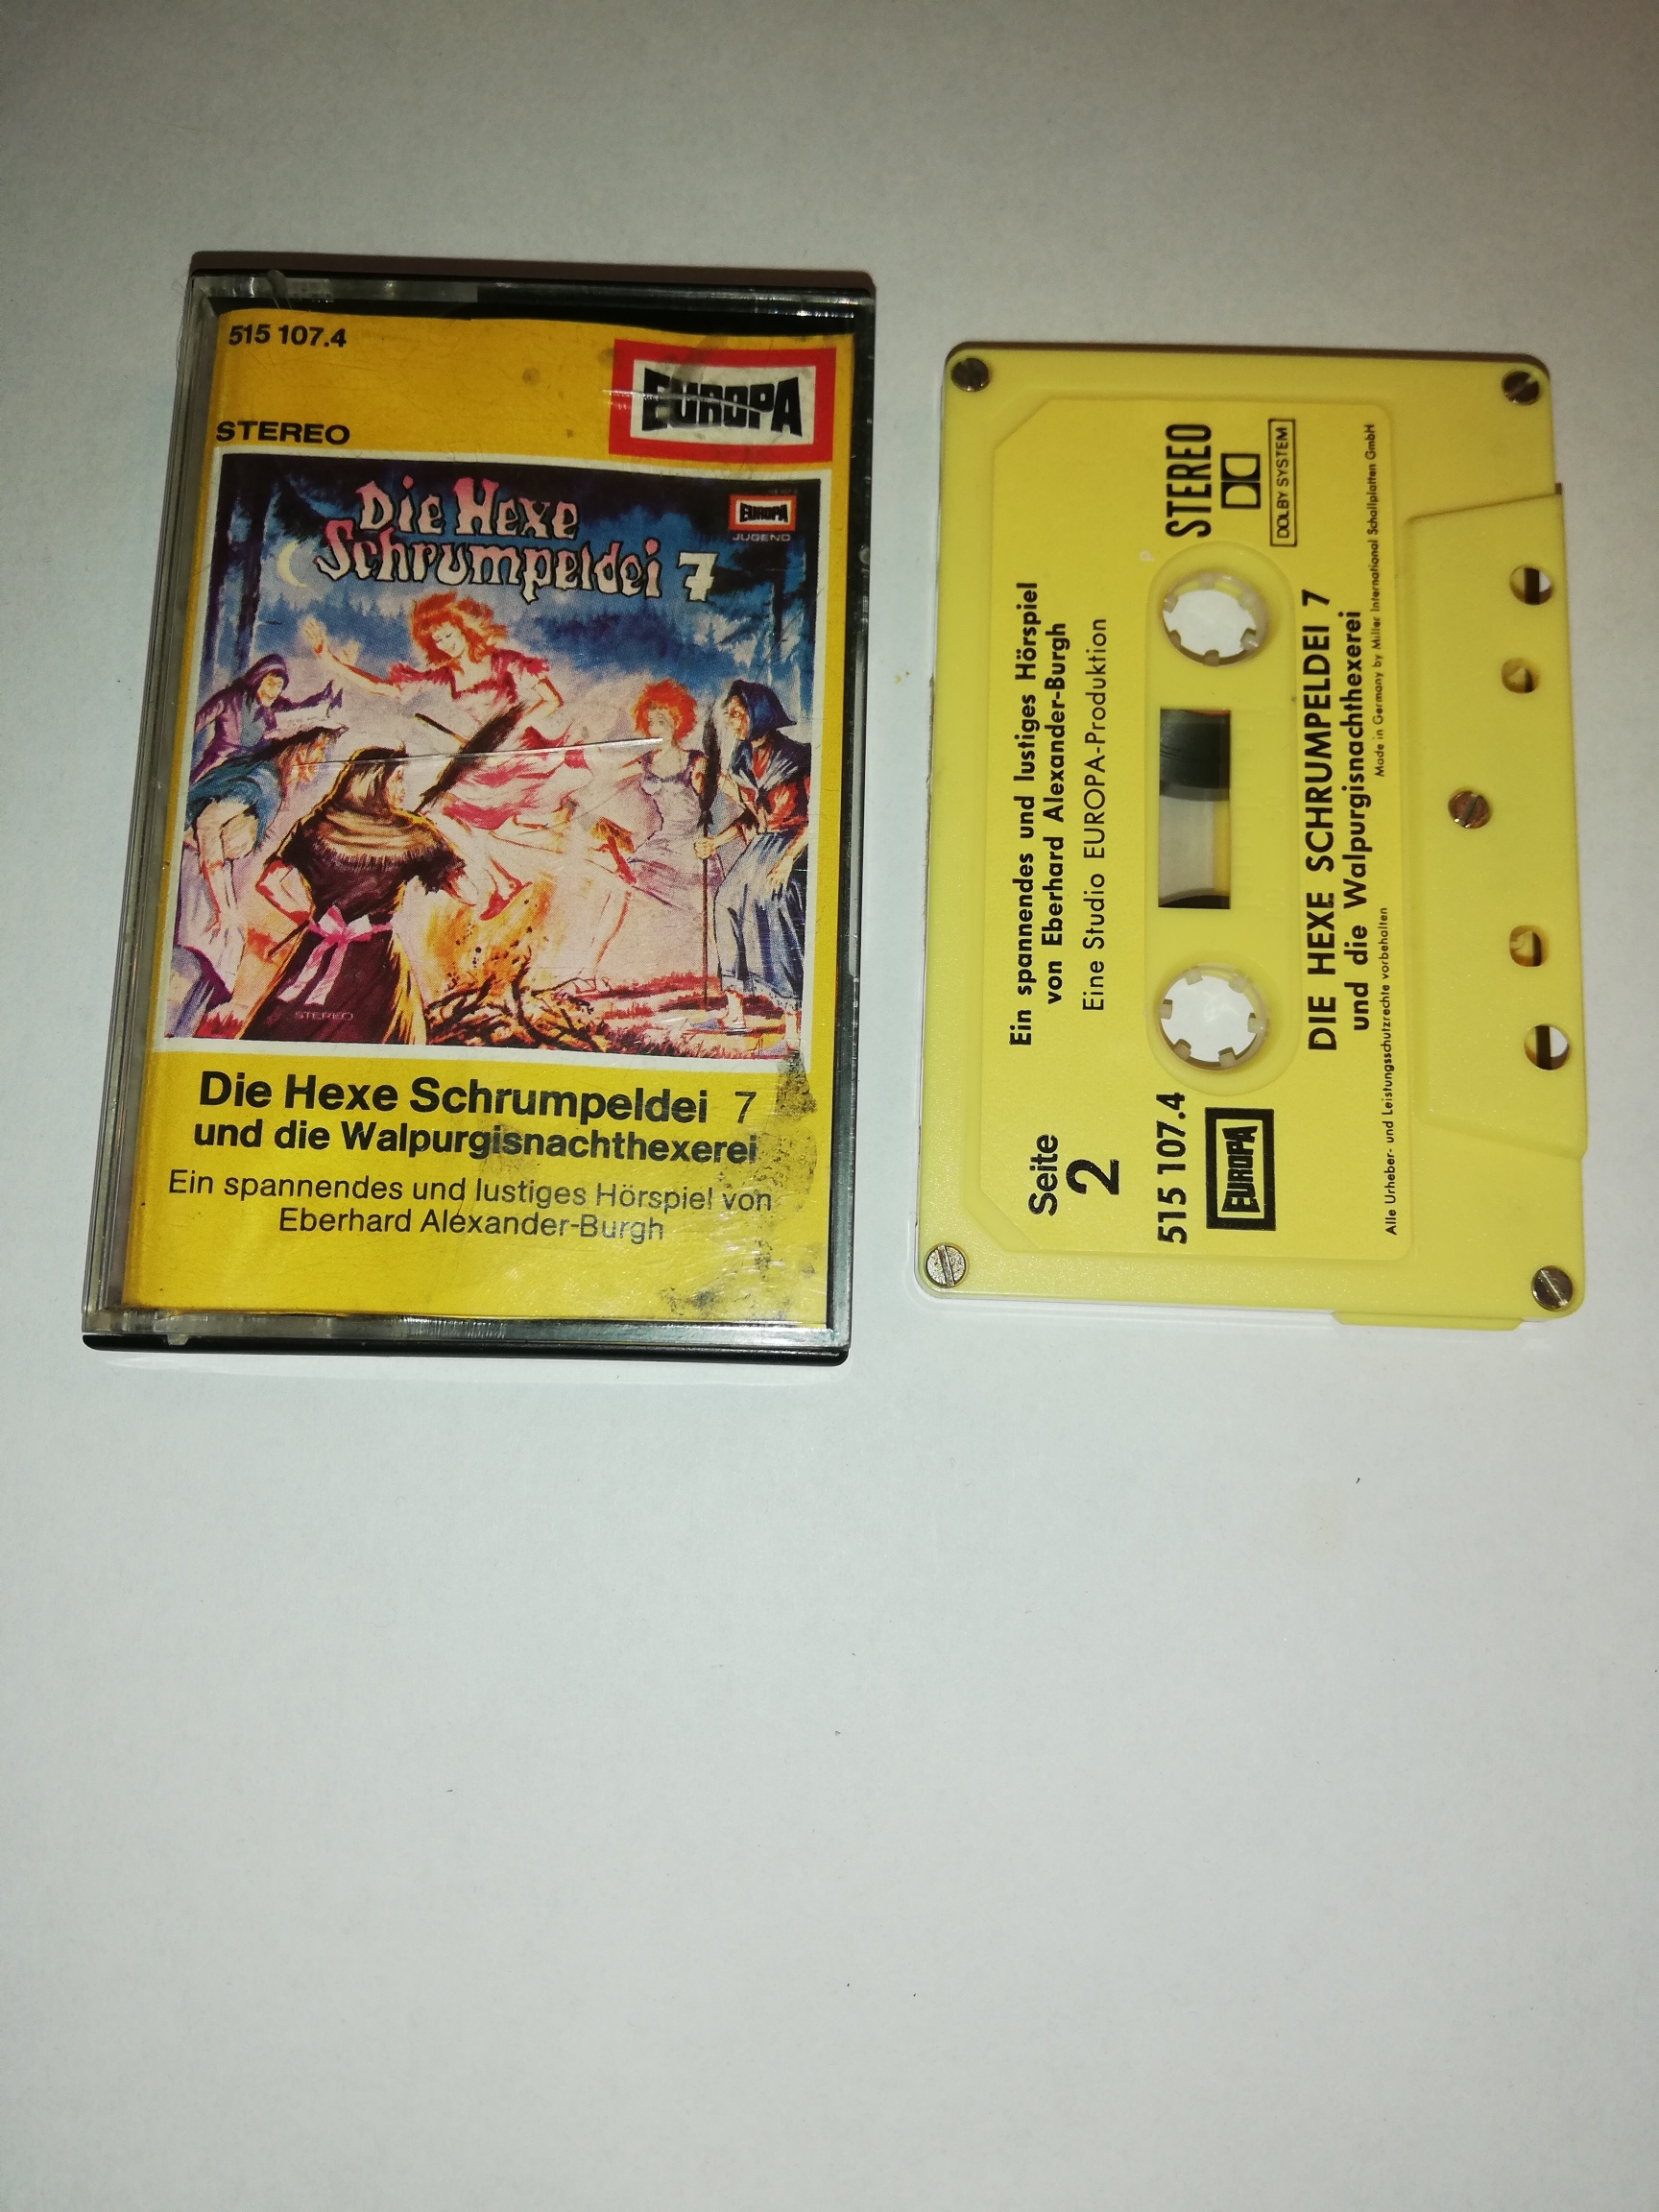 515 107.4
EUROPA
STEREO
Die Hexe
Schrumpeldei 7
EUROPA
JUGEND
STEREO
Die Hexe Schrumpeldei 7
und die Walpurgisnachthexerei
Ein spannendes und lustiges Hörspiel von
Eberhard Alexander-Burgh
Seite
2
Ein spannendes und lustiges Hörspiel
von Eberhard Alexander-Burgh
Eine Studio EUROPA-Produktion
515 107.4
EUROPA
STEREO
DOLBY SYSTEM
DIE HEXE SCHRUMPELDEI 7
und die Walpurgisnachthexerei
Alle Urheber- und Leistungsschutzrechte vorbehalten
Made in Germany by Miller International Schallplatten GmbH